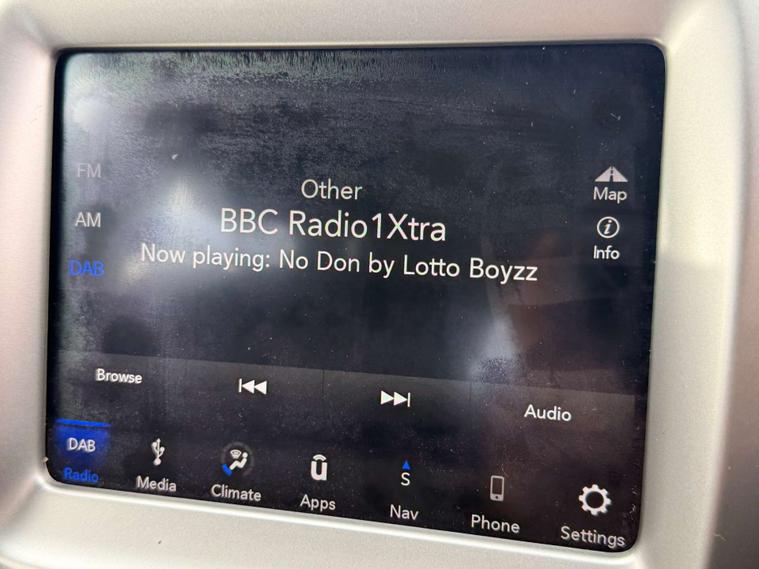 FM
AM
DAB
Other
BBC Radio1Xtra
Now playing: No Don by Lotto Boyzz
Map
Info
Browse
Audio
DAB
Radio
Media
Climate
Apps
S
Nav
Phone
Settings